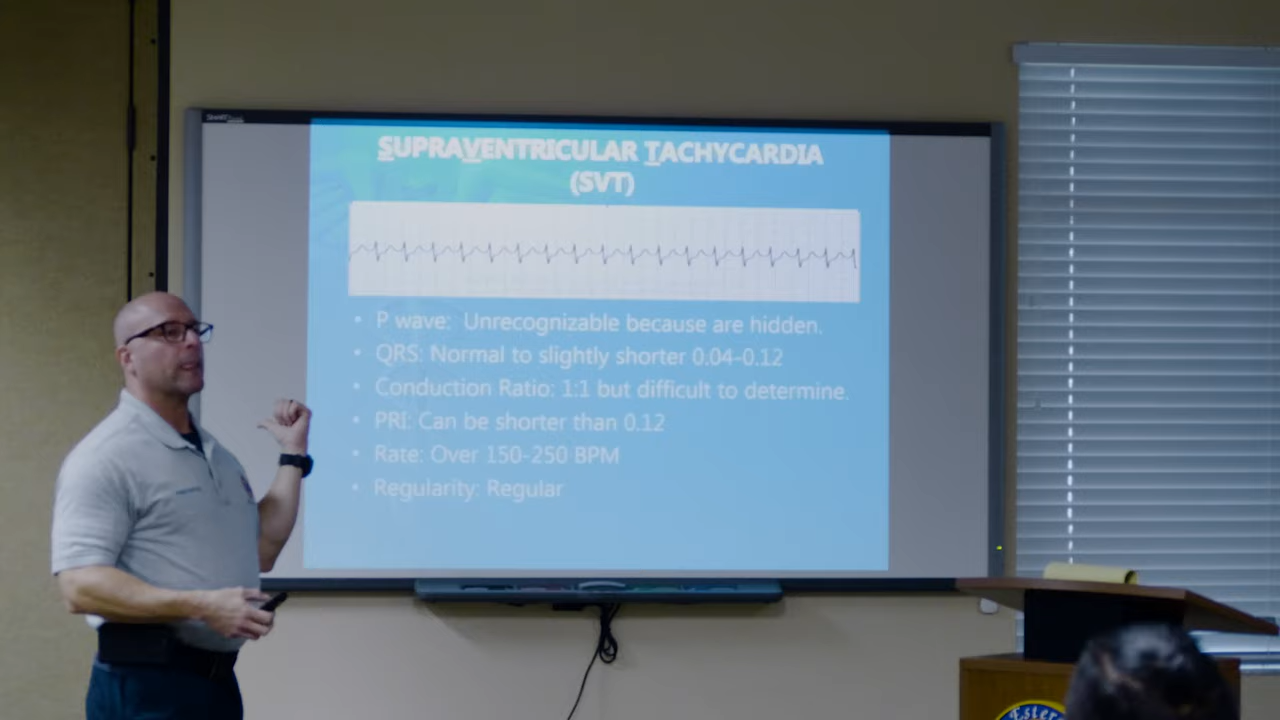 SUPRAVENTRICULAR TACHYCARDIA
(SVT)
• P wave: Unrecognizable because are hidden.
• QRS: Normal to slightly shorter 0.04-0.12
• Conduction Ratio: 1:1 but difficult to determine.
• PRI: Can be shorter than 0.12
• Rate: Over 150-250 BPM
• Regularity: Regular